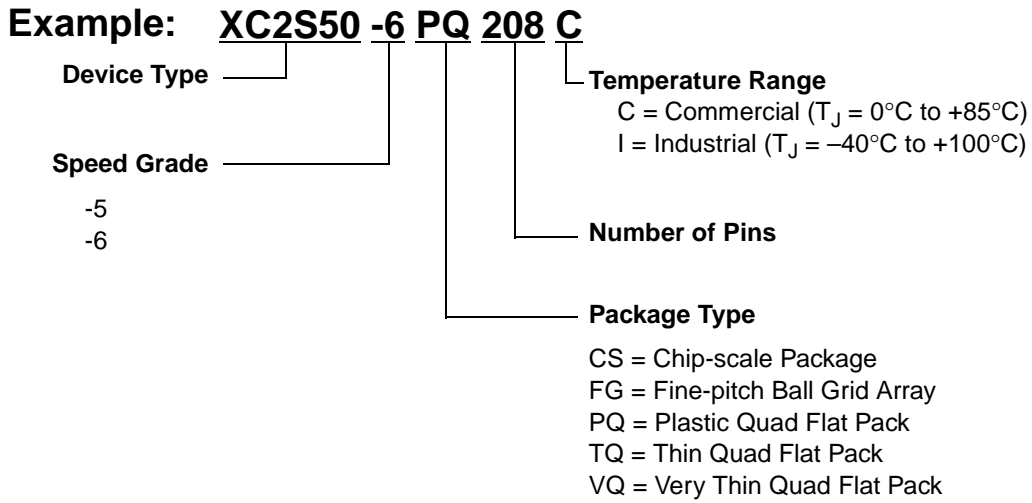 Example: XC2S50 -6 PQ 208 C
Device Type
Temperature Range
C = Commercial (TJ = 0°C to +85°C)
I = Industrial (TJ = –40°C to +100°C)
Speed Grade
-5
-6
Number of Pins
Package Type
CS = Chip-scale Package
FG = Fine-pitch Ball Grid Array
PQ = Plastic Quad Flat Pack
TQ = Thin Quad Flat Pack
VQ = Very Thin Quad Flat Pack